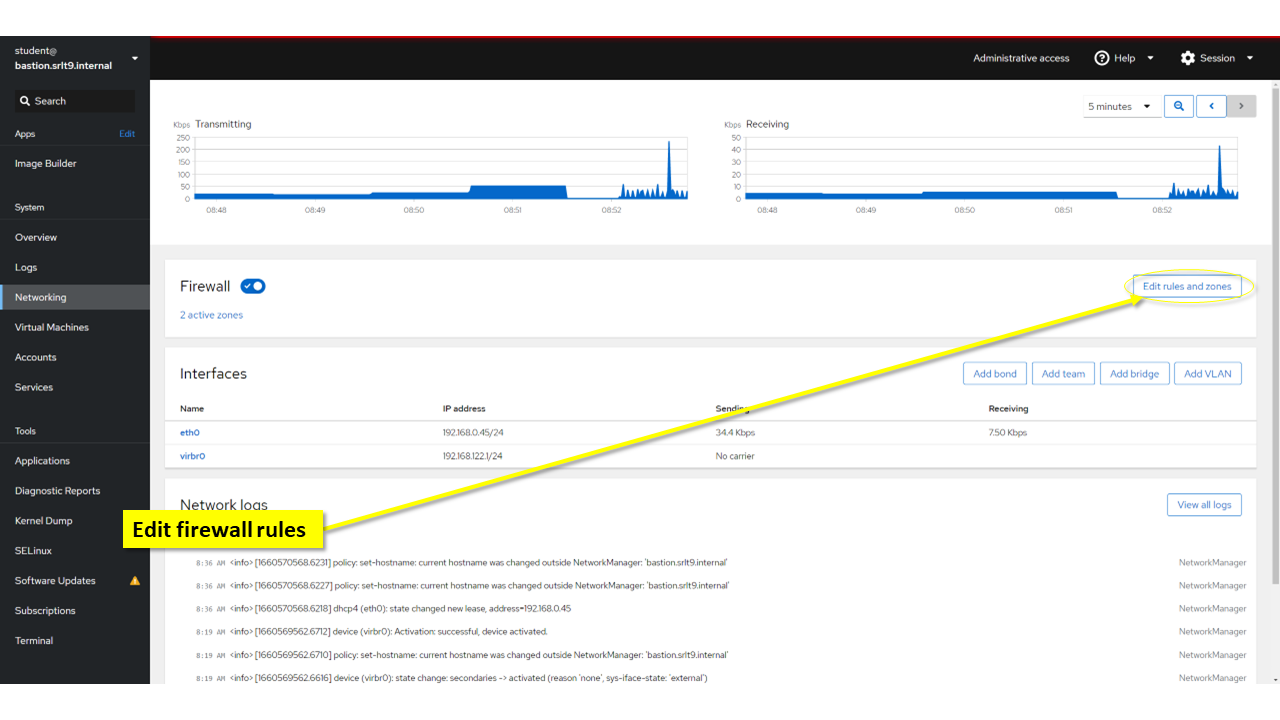 student@
bastion.srlt9.internal
Administrative access
Help
Session
Search
Apps
Edit
Image Builder
System
Overview
Logs
Networking
Virtual Machines
Accounts
Services
Tools
Applications
Diagnostic Reports
Kernel Dump
SELinux
Software Updates
Subscriptions
Terminal
5 minutes
Kbps Transmitting
250
200
150
100
50
0
08:48 08:49 08:50 08:51 08:52
Kbps Receiving
50
40
30
20
10
0
08:48 08:49 08:50 08:51 08:52
Firewall
Edit rules and zones
2 active zones
Interfaces
Add bond Add team Add bridge Add VLAN
Name IP address Sending Receiving
eth0 192.168.0.45/24 34.4 Kbps 7.50 Kbps
virbr0 192.168.122.1/24 No carrier
Network logs
View all logs
Edit firewall rules
8:36 AM <info> [1660570568.6231] policy: set-hostname: current hostname was changed outside NetworkManager: 'bastion.srlt9.internal' NetworkManager
8:36 AM <info> [1660570568.6227] policy: set-hostname: current hostname was changed outside NetworkManager: 'bastion.srlt9.internal' NetworkManager
8:36 AM <info> [1660570568.6218] dhcp4 (eth0): state changed new lease, address=192.168.0.45 NetworkManager
8:19 AM <info> [1660569562.6712] device (virbr0): Activation: successful, device activated. NetworkManager
8:19 AM <info> [1660569562.6710] policy: set-hostname: current hostname was changed outside NetworkManager: 'bastion.srlt9.internal' NetworkManager
8:19 AM <info> [1660569562.6616] device (virbr0): state change: secondaries -> activated (reason 'none', sys-iface-state: 'external') NetworkManager